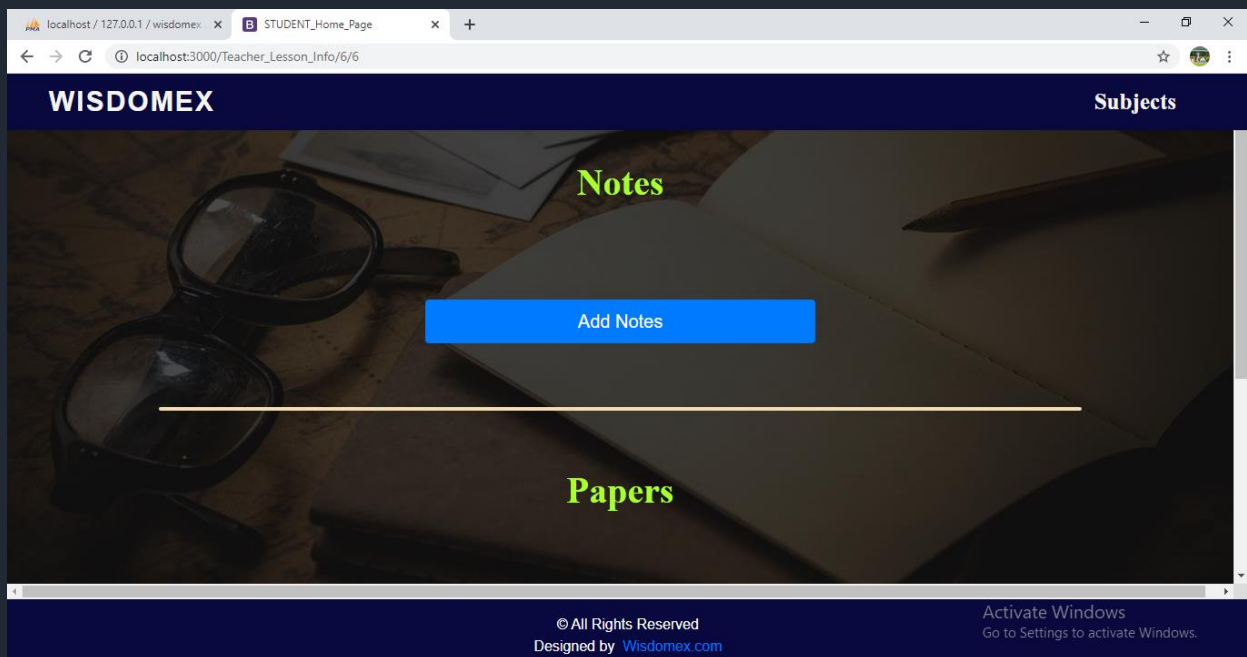 localhost / 127.0.0.1 / wisdomex
STUDENT_Home_Page
localhost:3000/Teacher_Lesson_Info/6/6
WISDOMEX
Subjects
Notes
Add Notes
Papers
© All Rights Reserved
Designed by Wisdomex.com
Activate Windows
Go to Settings to activate Windows.